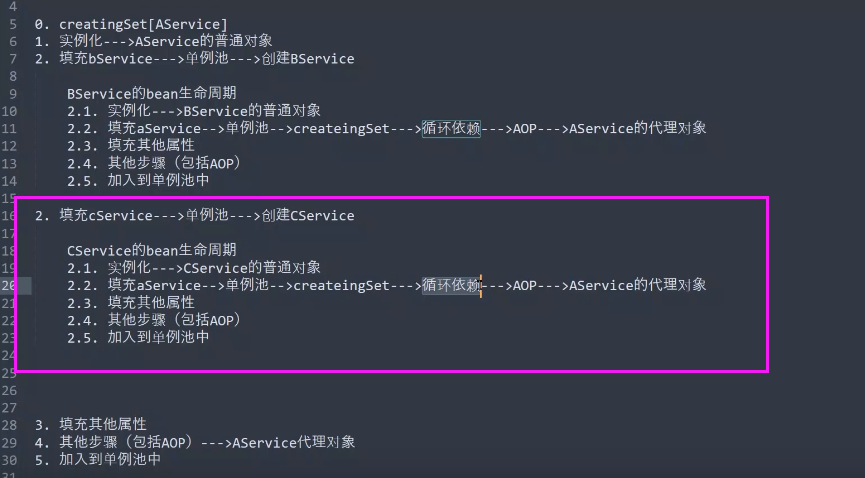 4
5 0. creatingSet[AService]
6 1. 实例化--->AService的普通对象
7 2. 填充bService--->单例池--->创建BService
8
9 BService的bean生命周期
10 2.1. 实例化--->BService的普通对象
11 2.2. 填充aService-->单例池-->createingSet--->循环依赖--->AOP--->AService的代理对象
12 2.3. 填充其他属性
13 2.4. 其他步骤（包括AOP）
14 2.5. 加入到单例池中
15
16 2. 填充cService--->单例池--->创建CService
17
18 CService的bean生命周期
19 2.1. 实例化--->CService的普通对象
20 2.2. 填充aService-->单例池-->createingSet--->循环依赖--->AOP--->AService的代理对象
21 2.3. 填充其他属性
22 2.4. 其他步骤（包括AOP）
23 2.5. 加入到单例池中
24
25
26
27
28 3. 填充其他属性
29 4. 其他步骤（包括AOP）--->AService代理对象
30 5. 加入到单例池中
31